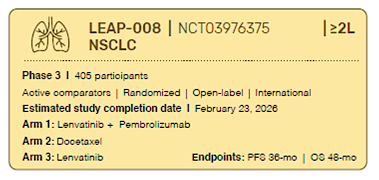 LEAP-008 | NCT03976375 | ≥2L
NSCLC
Phase 3 | 405 participants
Active comparators | Randomized | Open-label | International
Estimated study completion date | February 23, 2026
Arm 1: Lenvatinib + Pembrolizumab
Arm 2: Docetaxel
Arm 3: Lenvatinib Endpoints: PFS 36-mo | OS 48-mo